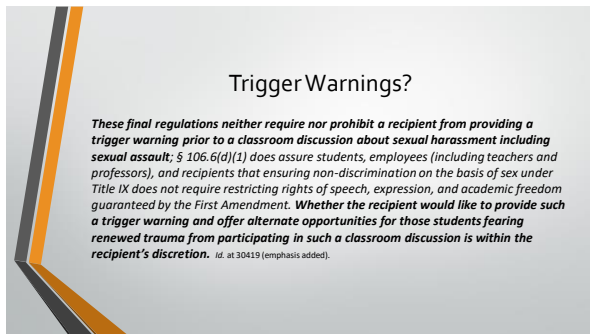 Trigger Warnings?
These final regulations neither require nor prohibit a recipient from providing a
trigger warning prior to a classroom discussion about sexual harassment including
sexual assault; § 106.6(d)(1) does assure students, employees (including teachers and
professors), and recipients that ensuring non-discrimination on the basis of sex under
Title IX does not require restricting rights of speech, expression, and academic freedom
guaranteed by the First Amendment. Whether the recipient would like to provide such
a trigger warning and offer alternate opportunities for those students fearing
renewed trauma from participating in such a classroom discussion is within the
recipient's discretion. Id. at 30419 (emphasis added).